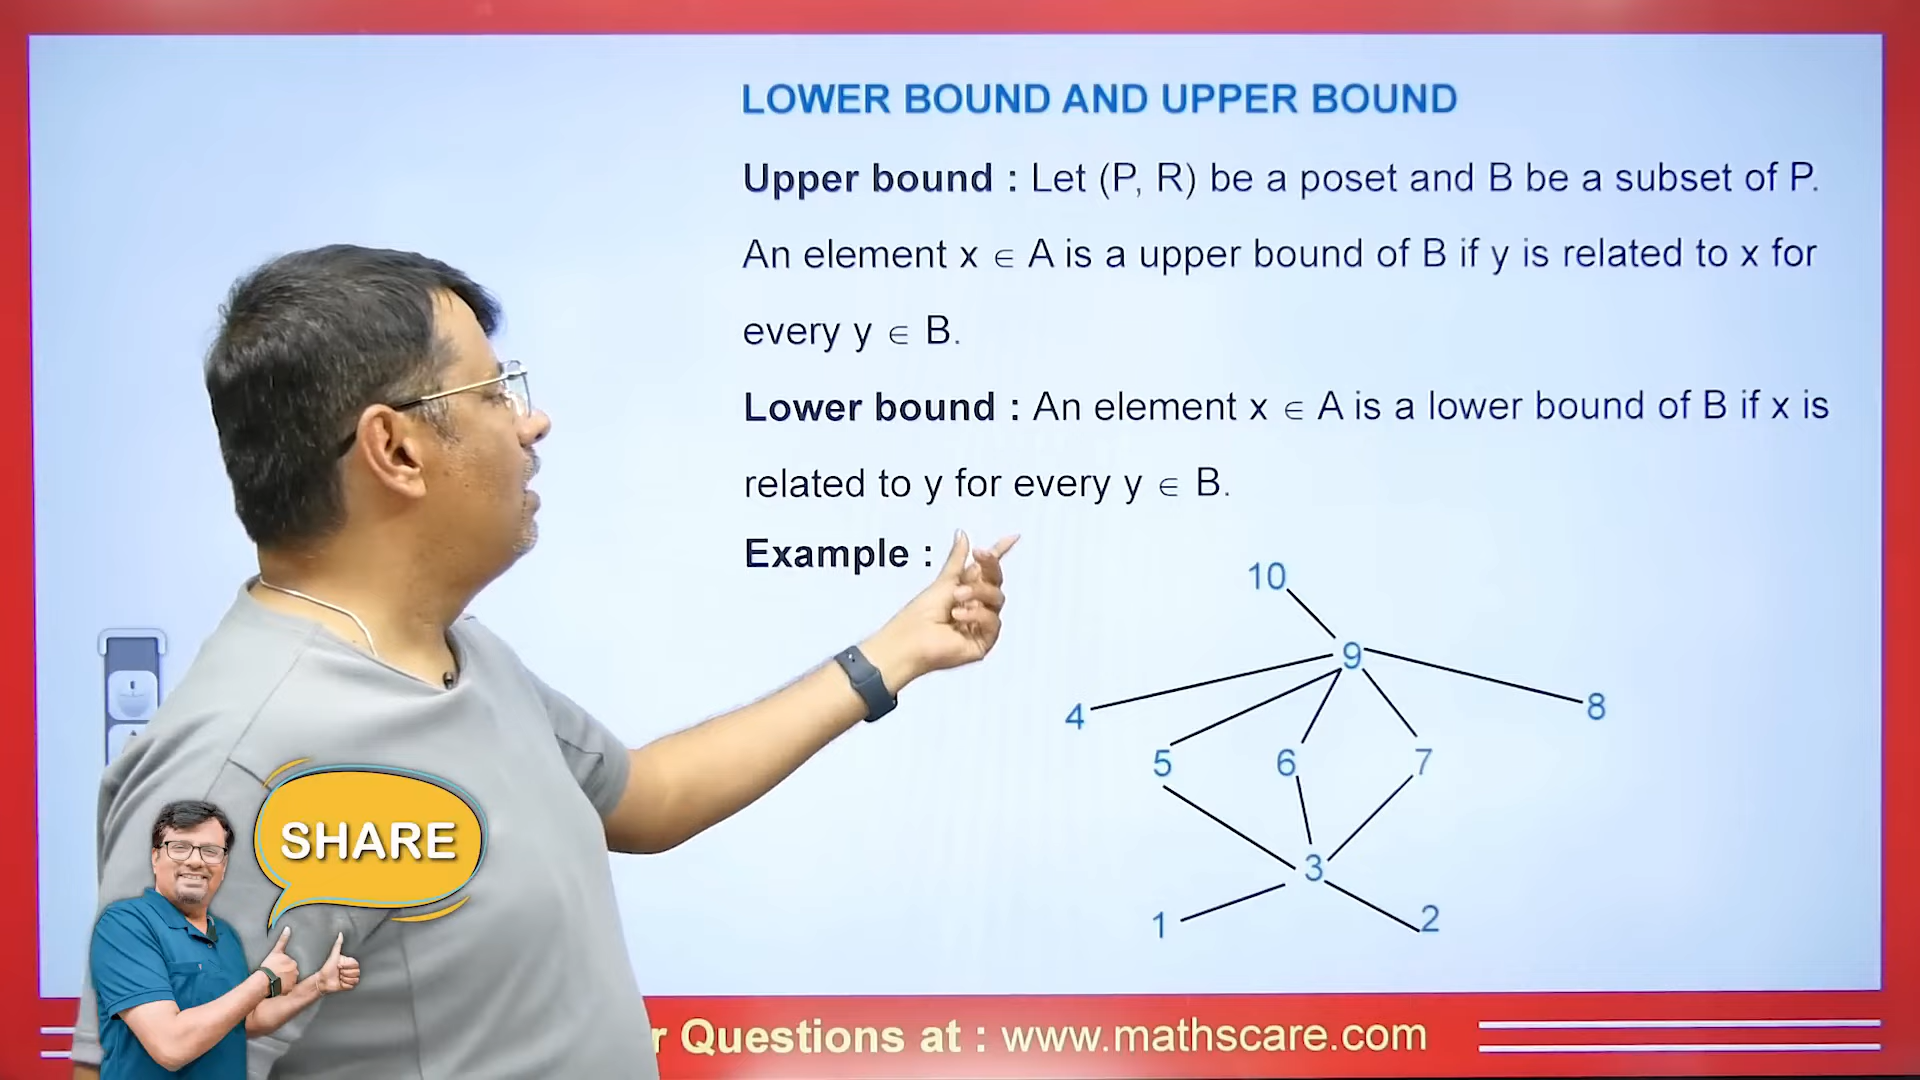 LOWER BOUND AND UPPER BOUND
Upper bound : Let (P, R) be a poset and B be a subset of P.
An element x ∈ A is a upper bound of B if y is related to x for
every y ∈ B.
Lower bound : An element x ∈ A is a lower bound of B if x is
related to y for every y ∈ B.
Example :
10
9
4
8
5 6 7
3
1 2
SHARE
r Questions at : www.mathscare.com